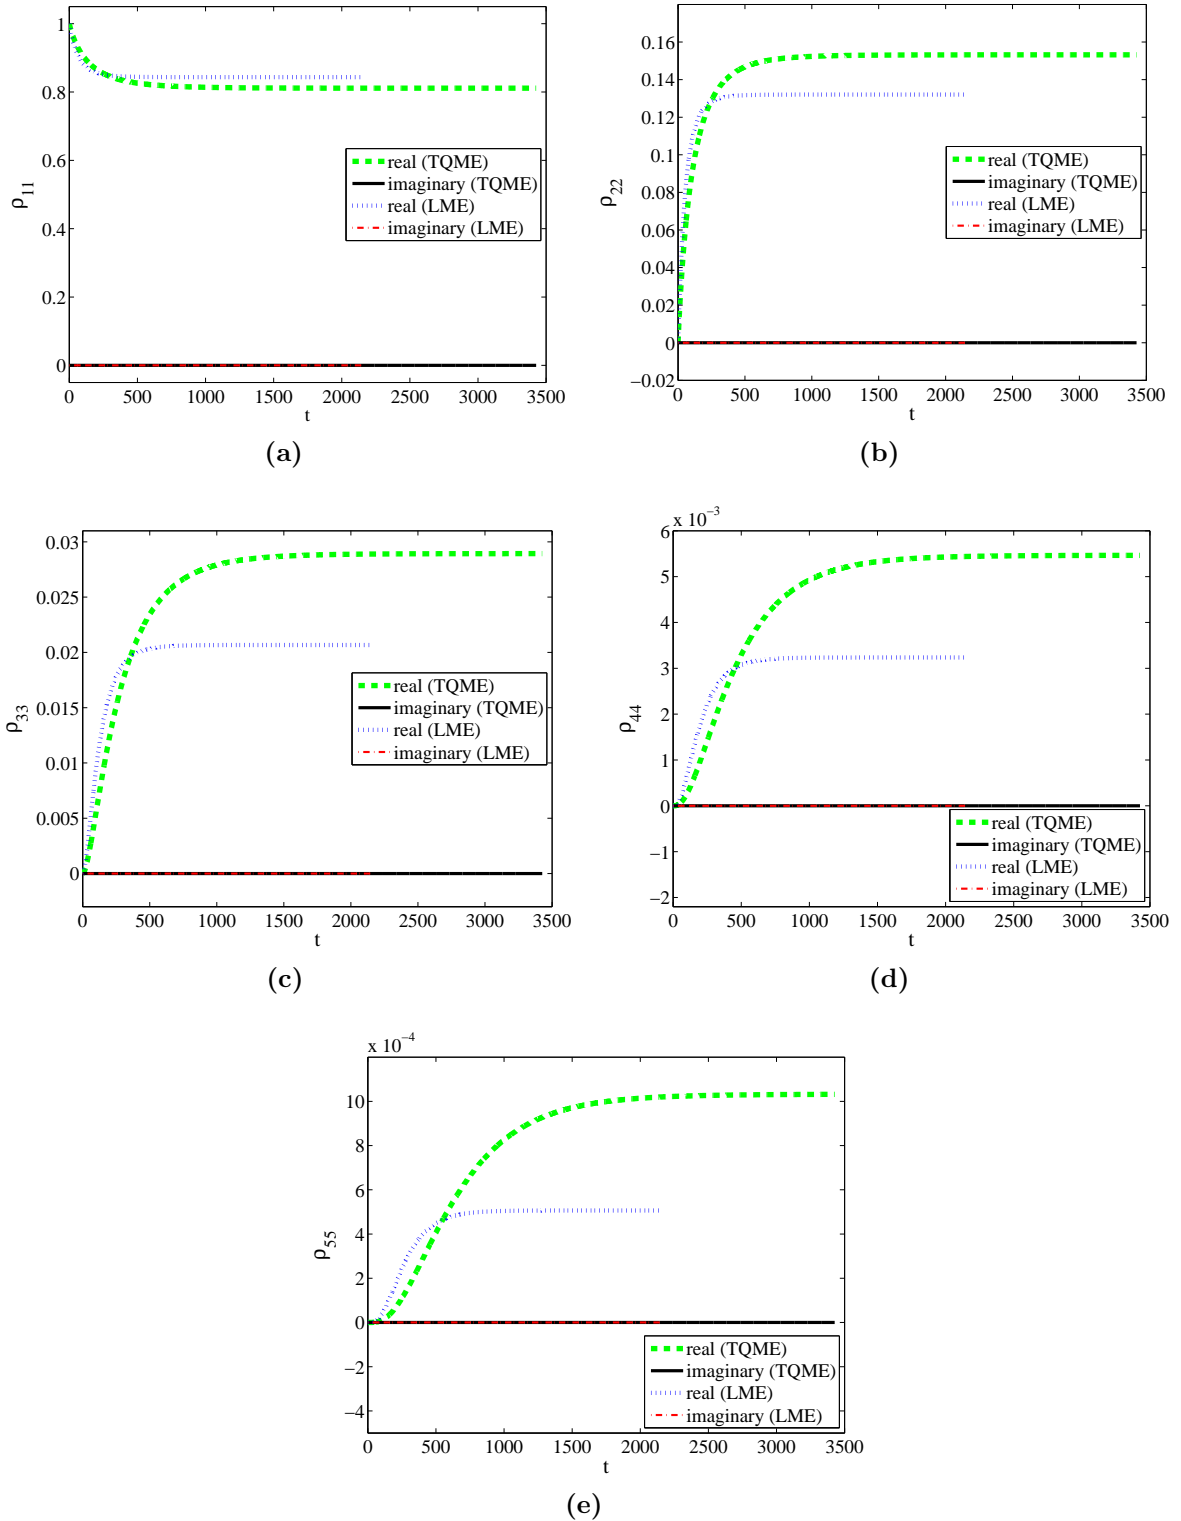 1
0.8
0.6
0.4
0.2
0
ρ11
0 500 1000 1500 2000 2500 3000 3500
t
real (TQME)
imaginary (TQME)
real (LME)
imaginary (LME)
(a)
0.16
0.14
0.12
0.1
0.08
0.06
0.04
0.02
0
−0.02
ρ22
0 500 1000 1500 2000 2500 3000 3500
t
real (TQME)
imaginary (TQME)
real (LME)
imaginary (LME)
(b)
0.03
0.025
0.02
0.015
0.01
0.005
0
ρ33
0 500 1000 1500 2000 2500 3000 3500
t
real (TQME)
imaginary (TQME)
real (LME)
imaginary (LME)
(c)
x 10−3
6
5
4
3
2
1
0
−1
−2
ρ44
0 500 1000 1500 2000 2500 3000 3500
t
real (TQME)
imaginary (TQME)
real (LME)
imaginary (LME)
(d)
x 10−4
10
8
6
4
2
0
−2
−4
ρ55
0 500 1000 1500 2000 2500 3000 3500
t
real (TQME)
imaginary (TQME)
real (LME)
imaginary (LME)
(e)